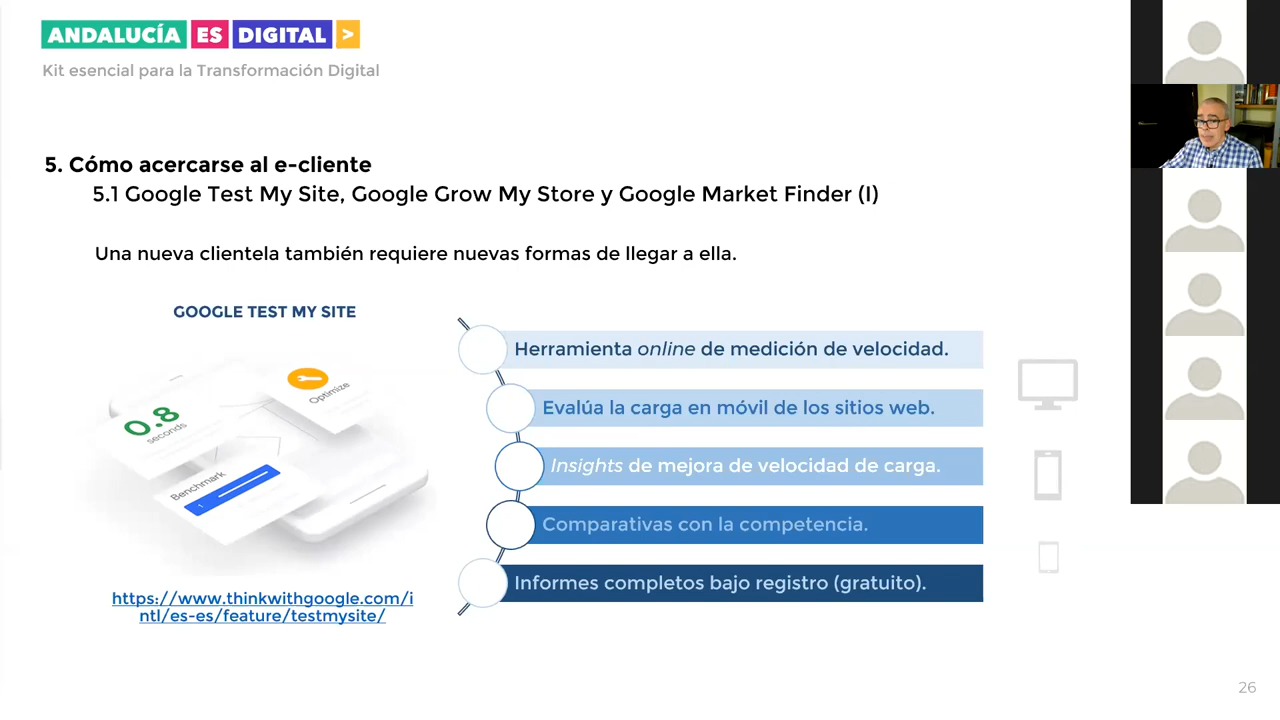 ANDALUCÍA ES DIGITAL >
Kit esencial para la Transformación Digital
5. Cómo acercarse al e-cliente
5.1 Google Test My Site, Google Grow My Store y Google Market Finder (I)
Una nueva clientela también requiere nuevas formas de llegar a ella.
GOOGLE TEST MY SITE
0.8
seconds
Optimize
Benchmark
https://www.thinkwithgoogle.com/i
ntl/es-es/feature/testmysite/
Herramienta online de medición de velocidad.
Evalúa la carga en móvil de los sitios web.
Insights de mejora de velocidad de carga.
Comparativas con la competencia.
Informes completos bajo registro (gratuito).
26